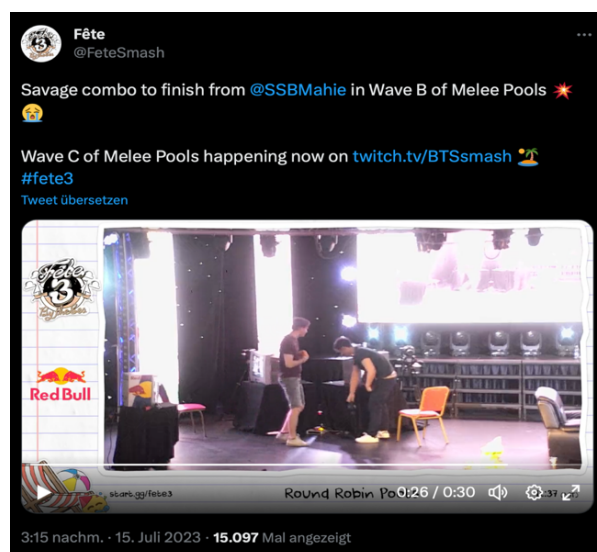 Fête
@FeteSmash
Savage combo to finish from @SSBMahie in Wave B of Melee Pools 💥
😭
Wave C of Melee Pools happening now on twitch.tv/BTSsmash 🏝️
#fete3
Tweet übersetzen
Fête
3
Red Bull
start.gg/fete3
Round Robin
0:26 / 0:30
3:15 nachm. · 15. Juli 2023 · 15.097 Mal angezeigt